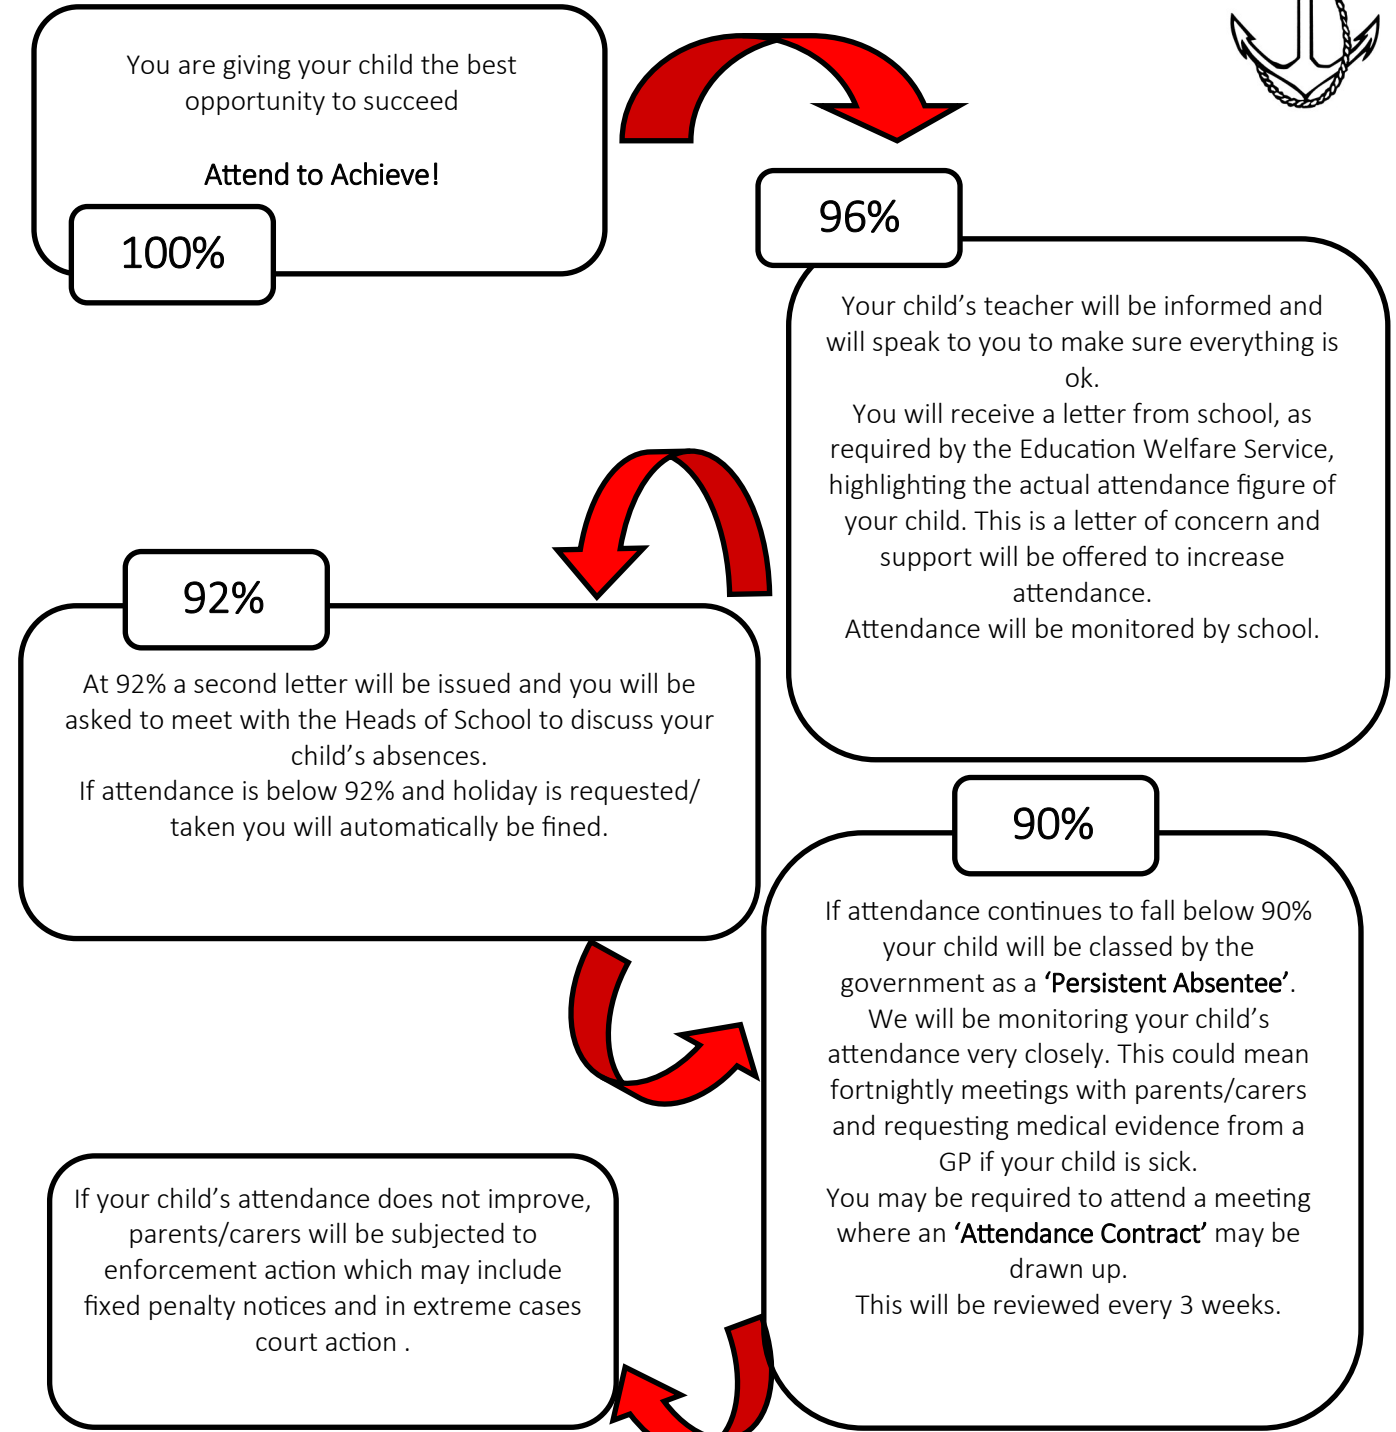 You are giving your child the best
opportunity to succeed
Attend to Achieve!
100%
96%
Your child’s teacher will be informed and
will speak to you to make sure everything is
ok.
You will receive a letter from school, as
required by the Education Welfare Service,
highlighting the actual attendance figure of
your child. This is a letter of concern and
support will be offered to increase
attendance.
Attendance will be monitored by school.
92%
At 92% a second letter will be issued and you will be
asked to meet with the Heads of School to discuss your
child’s absences.
If attendance is below 92% and holiday is requested/
taken you will automatically be fined.
90%
If attendance continues to fall below 90%
your child will be classed by the
government as a ‘Persistent Absentee’.
We will be monitoring your child’s
attendance very closely. This could mean
fortnightly meetings with parents/carers
and requesting medical evidence from a
GP if your child is sick.
You may be required to attend a meeting
where an ‘Attendance Contract’ may be
drawn up.
This will be reviewed every 3 weeks.
If your child’s attendance does not improve,
parents/carers will be subjected to
enforcement action which may include
fixed penalty notices and in extreme cases
court action .